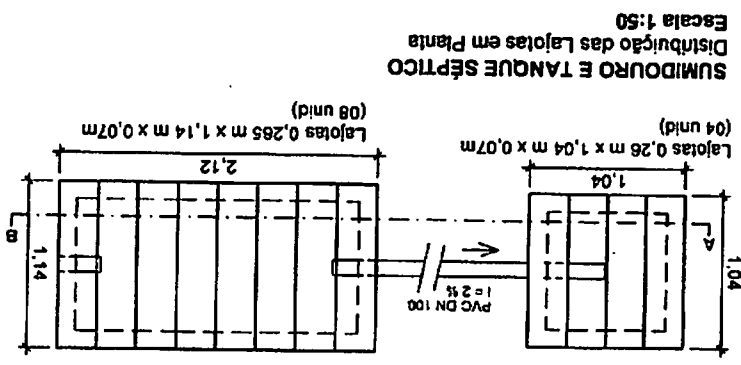 PVC DN 100
I = 2 %
1,04
1,14
A
B
1,04
2,12
Lajotas 0,26 m x 1,04 m x 0,07m
(04 unid)
Lajotas 0,265 m x 1,14 m x 0,07m
(08 unid)
SUMIDOURO E TANQUE SÉPTICO
Distribuição das Lajotas em Planta
Escala 1:50